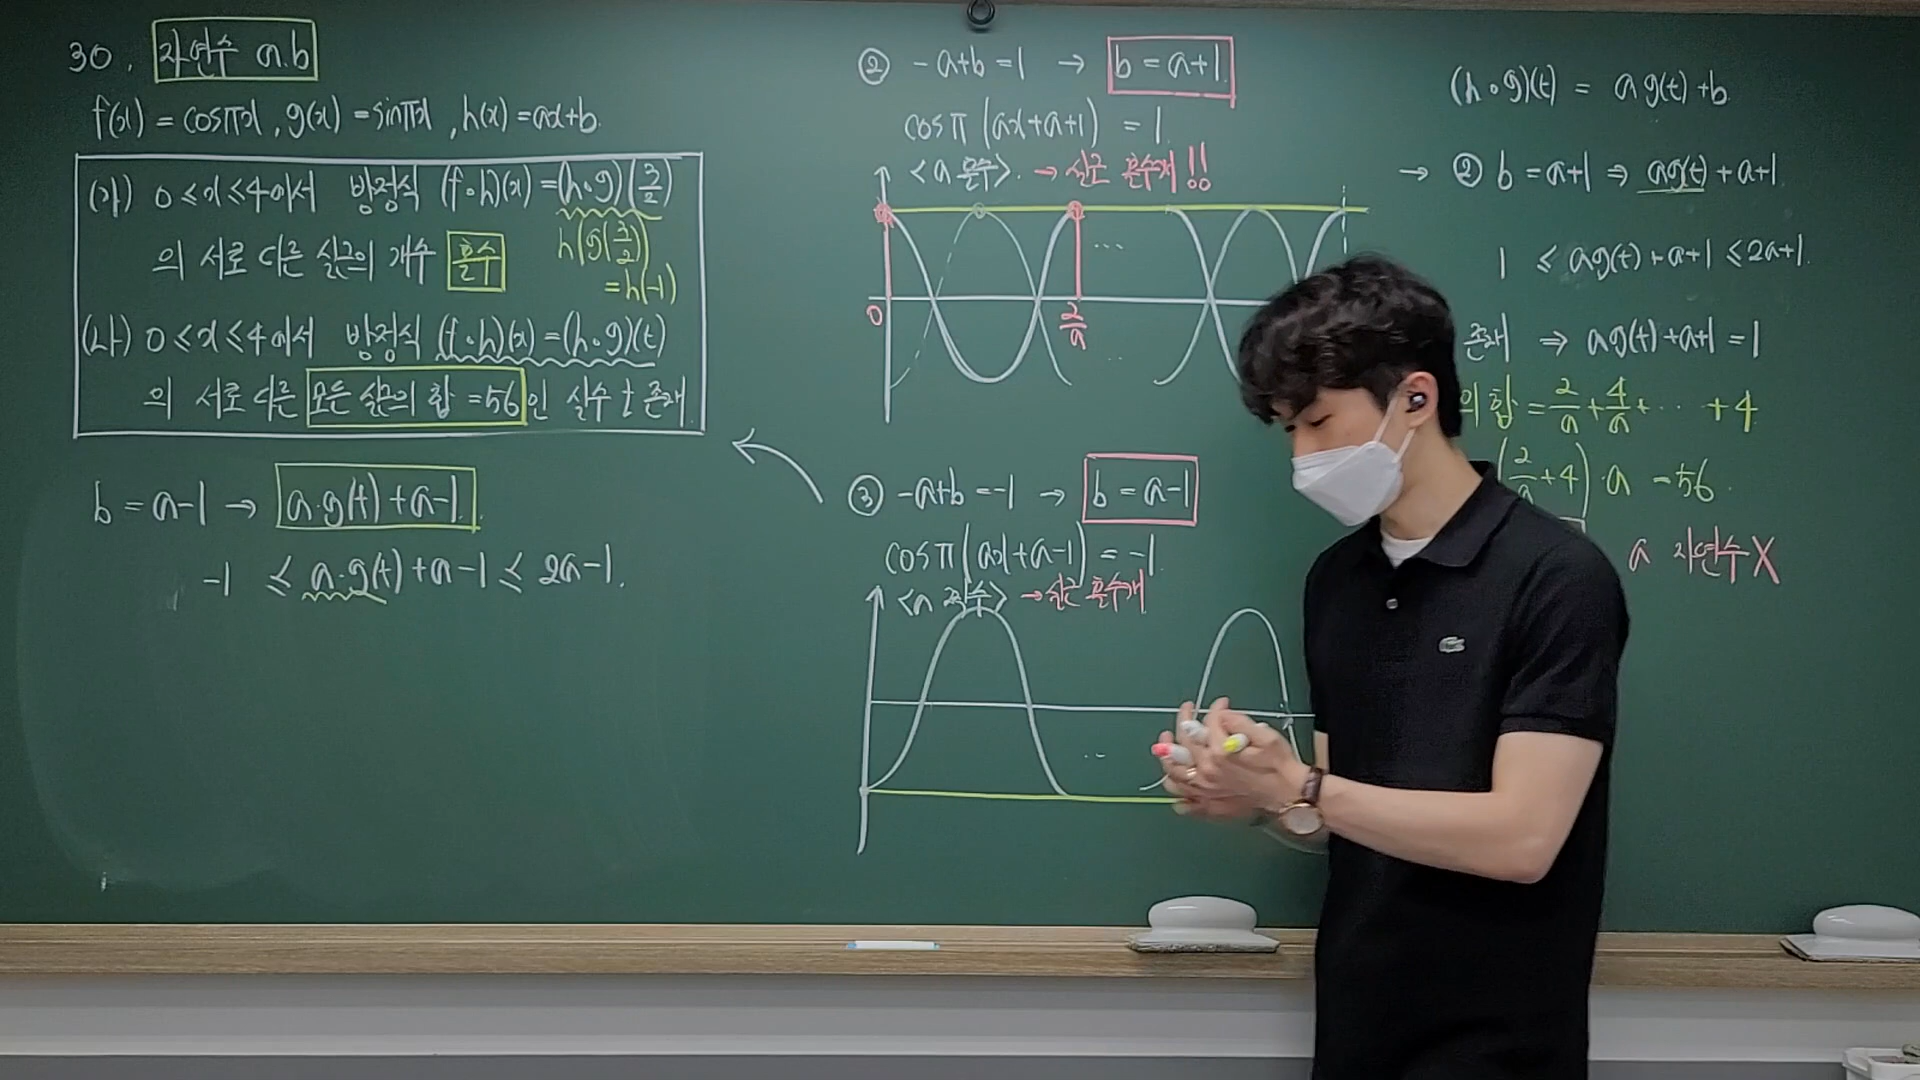 30. 자연수 a.b
f(x) = cosπx, g(x) = sinπx, h(x) = ax+b
(가) 0≤x≤4에서 방정식 (f∘h)(x) = (h∘g)(3/2)
의 서로 다른 실근의 개수 홀수
h(g(3/2))
= h(-1)
(나) 0≤x≤4에서 방정식 (f∘h)(x) = (h∘g)(t)
의 서로 다른 모든 실근의 합 = 56 인 실수 t 존재
b = a-1 → a·g(t)+a-1
-1 ≤ a·g(t)+a-1 ≤ 2a-1.
② -a+b = 1 → b = a+1
cosπ(ax+a+1) = 1
<a 홀수>. → 실근 홀수개!!
0
2/a
...
...
③ -a+b = -1 → b = a-1
cosπ(ax+a-1) = -1
→ 실근 홀수개
...
(h∘g)(t) = ag(t)+b
→ ② b = a+1 ⇒ ag(t)+a+1
1 ≤ ag(t)+a+1 ≤ 2a+1.
존재 ⇒ ag(t)+a+1 = 1
의 합 = 2/a + 4/a + ... + 4
(2/a + 4)·a = 56.
a 자연수 X